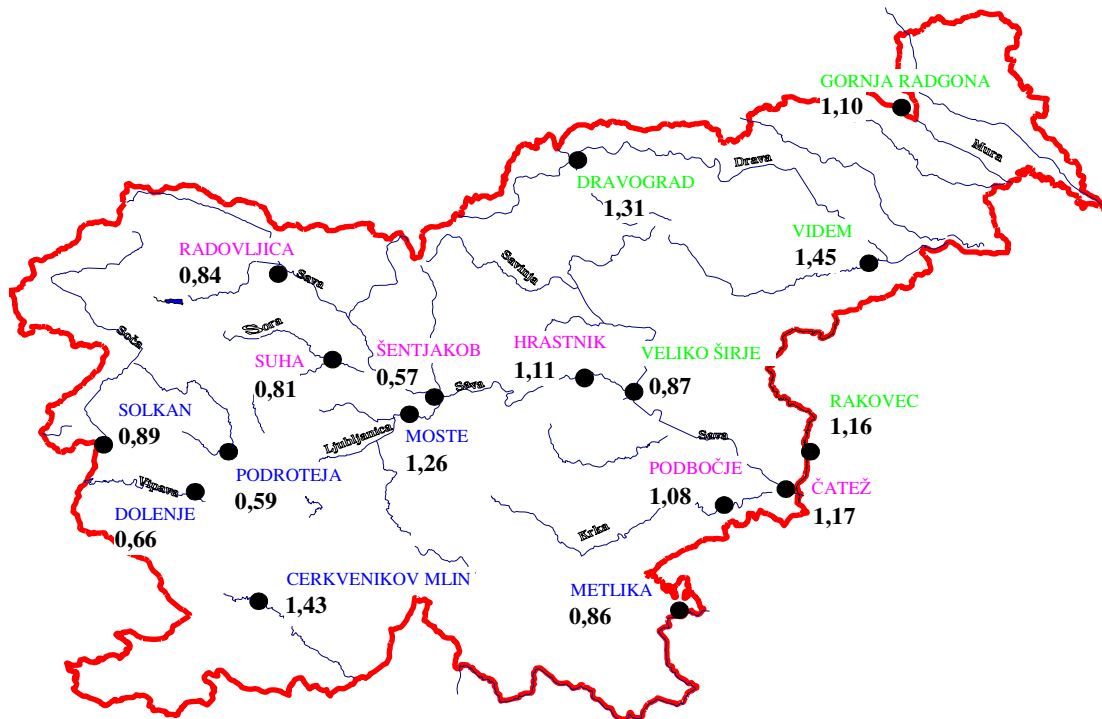 GORNJA RADGONA
1,10
Mura
Drava
DRAVOGRAD
1,31
VIDEM
1,45
RADOVLJICA
0,84
Sava
Savinja
Soča
Sora
SUHA
0,81
ŠENTJAKOB
0,57
Sava
HRASTNIK
1,11
VELIKO ŠIRJE
0,87
SOLKAN
0,89
Ljubljanica
MOSTE
1,26
Sava
RAKOVEC
1,16
PODROTEJA
0,59
Vipava
DOLENJE
0,66
PODBOČJE
1,08
ČATEŽ
1,17
Krka
CERKVENIKOV MLIN
1,43
METLIKA
0,86